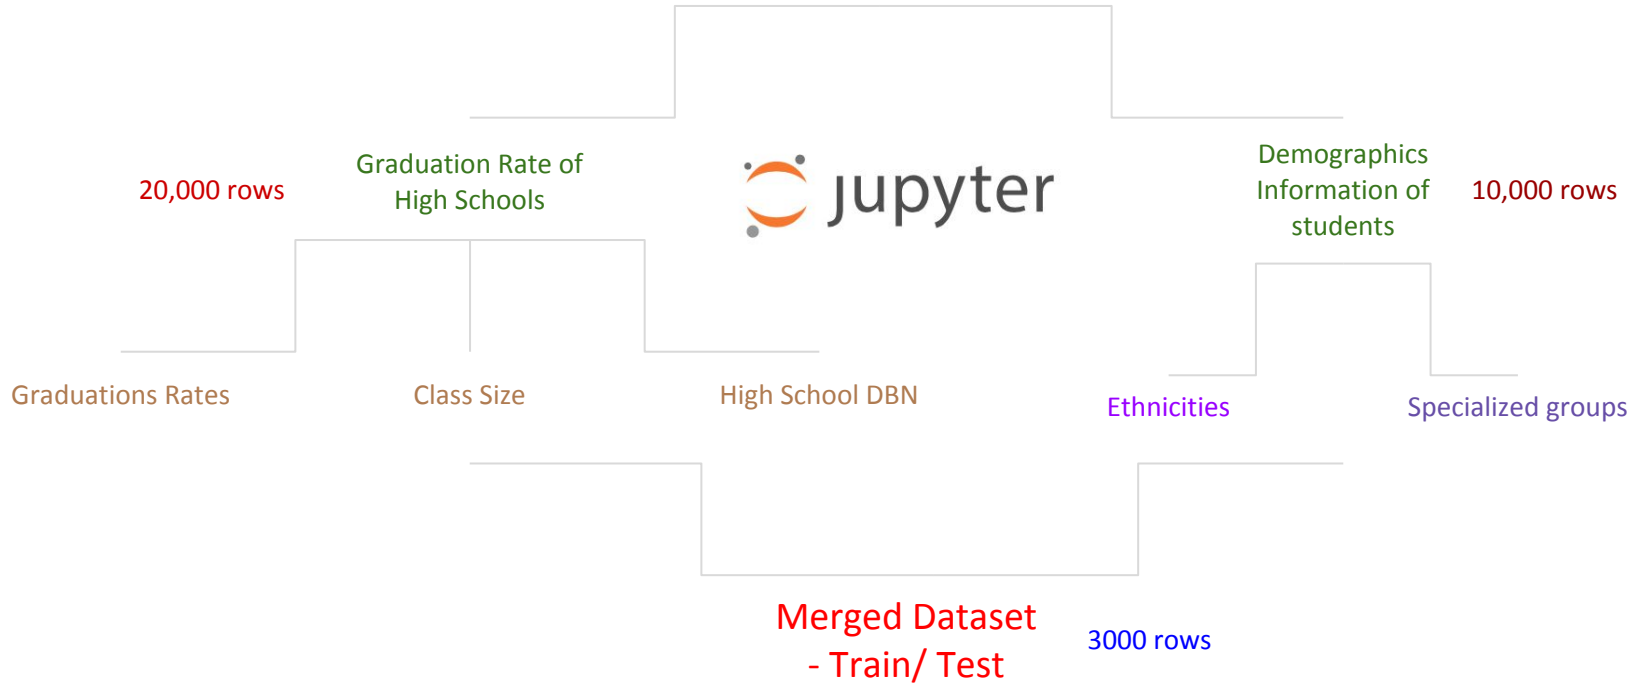 20,000 rows
Graduation Rate of
High Schools
jupyter
Demographics
Information of
students
10,000 rows
Graduations Rates
Class Size
High School DBN
Ethnicities
Specialized groups
Merged Dataset
- Train/ Test
3000 rows